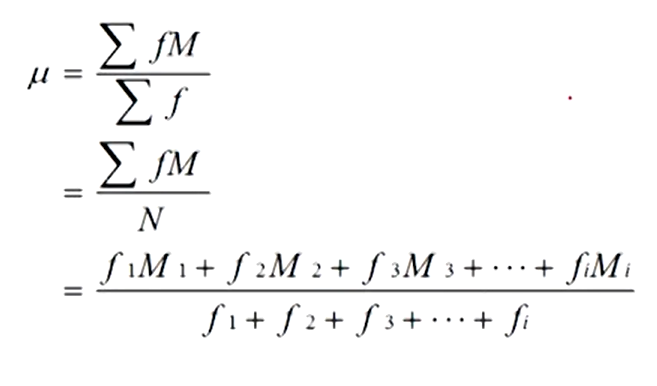 μ = ∑ fM / ∑ f
= ∑ fM / N
= f₁M₁ + f₂M₂ + f₃M₃ + ··· + fᵢMᵢ / f₁ + f₂ + f₃ + ··· + fᵢ